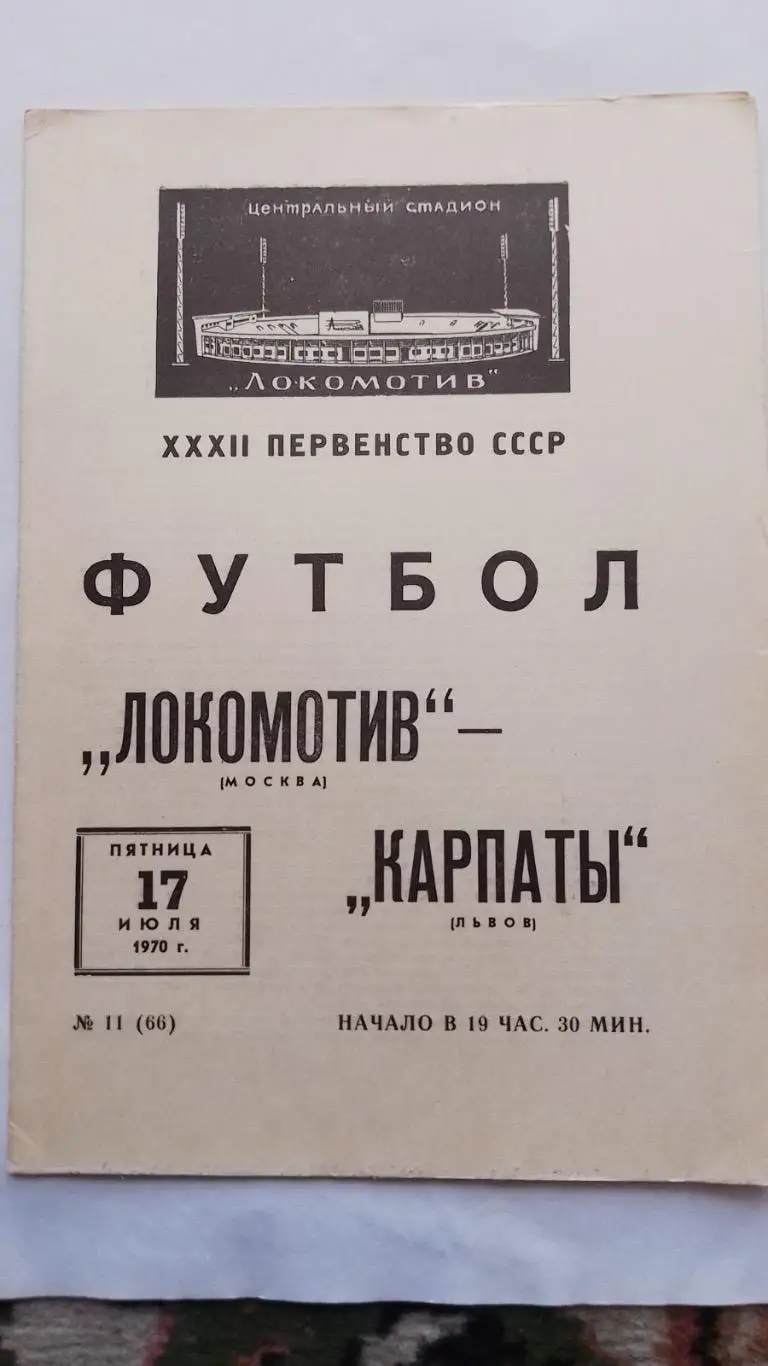 ЦЕНТРАЛЬНЫЙ СТАДИОН
„ЛОКОМОТИВ“
XXXII ПЕРВЕНСТВО СССР
ФУТБОЛ
„ЛОКОМОТИВ“ —
(МОСКВА)
„КАРПАТЫ“
(ЛЬВОВ)
ПЯТНИЦА
17
ИЮЛЯ
1970 г.
№ 11 (66)
НАЧАЛО В 19 ЧАС. 30 МИН.